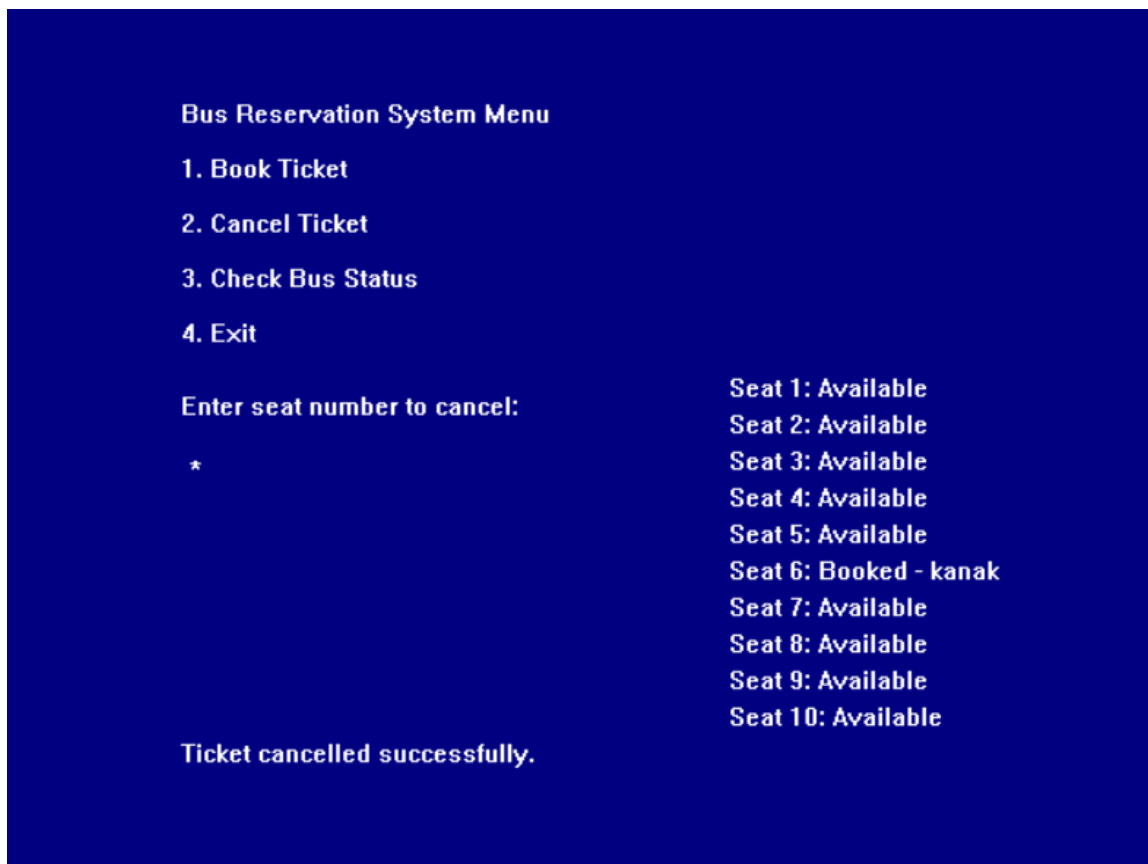 Bus Reservation System Menu
1. Book Ticket
2. Cancel Ticket
3. Check Bus Status
4. Exit
Enter seat number to cancel:
*
Seat 1: Available
Seat 2: Available
Seat 3: Available
Seat 4: Available
Seat 5: Available
Seat 6: Booked - kanak
Seat 7: Available
Seat 8: Available
Seat 9: Available
Seat 10: Available
Ticket cancelled successfully.